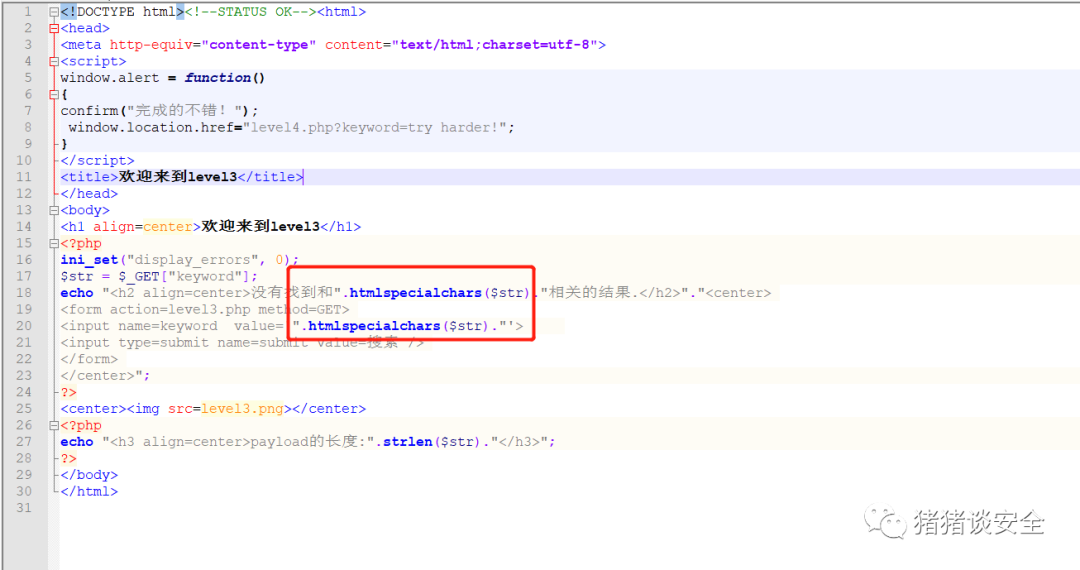 1 <!DOCTYPE html><!--STATUS OK--><html>
2 <head>
3 <meta http-equiv="content-type" content="text/html;charset=utf-8">
4 <script>
5 window.alert = function()
6 {
7 confirm("完成的不错！");
8 window.location.href="level4.php?keyword=try harder!";
9 }
10 </script>
11 <title>欢迎来到level3</title>
12 </head>
13 <body>
14 <h1 align=center>欢迎来到level3</h1>
15 <?php
16 ini_set("display_errors", 0);
17 $str = $_GET["keyword"];
18 echo "<h2 align=center>没有找到和".htmlspecialchars($str)."相关的结果.</h2>"."<center>
19 <form action=level3.php method=GET>
20 <input name=keyword  value= ".htmlspecialchars($str)."'>
21 <input type=submit name=submit value=搜索 />
22 </form>
23 </center>";
24 ?>
25 <center><img src=level3.png></center>
26 <?php
27 echo "<h3 align=center>payload的长度:".strlen($str)."</h3>";
28 ?>
29 </body>
30 </html>
31
猪猪谈安全